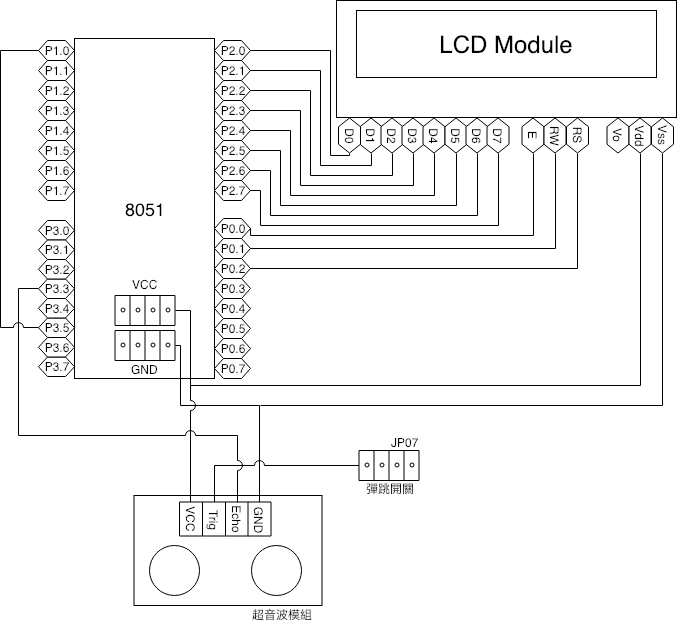 LCD Module
D0 D1 D2 D3 D4 D5 D6 D7 E RW RS Vo Vdd Vss
P1.0
P1.1
P1.2
P1.3
P1.4
P1.5
P1.6
P1.7
P3.0
P3.1
P3.2
P3.3
P3.4
P3.5
P3.6
P3.7
8051
VCC
GND
P2.0
P2.1
P2.2
P2.3
P2.4
P2.5
P2.6
P2.7
P0.0
P0.1
P0.2
P0.3
P0.4
P0.5
P0.6
P0.7
JP07
彈跳開關
VCC Trig Echo GND
超音波模組